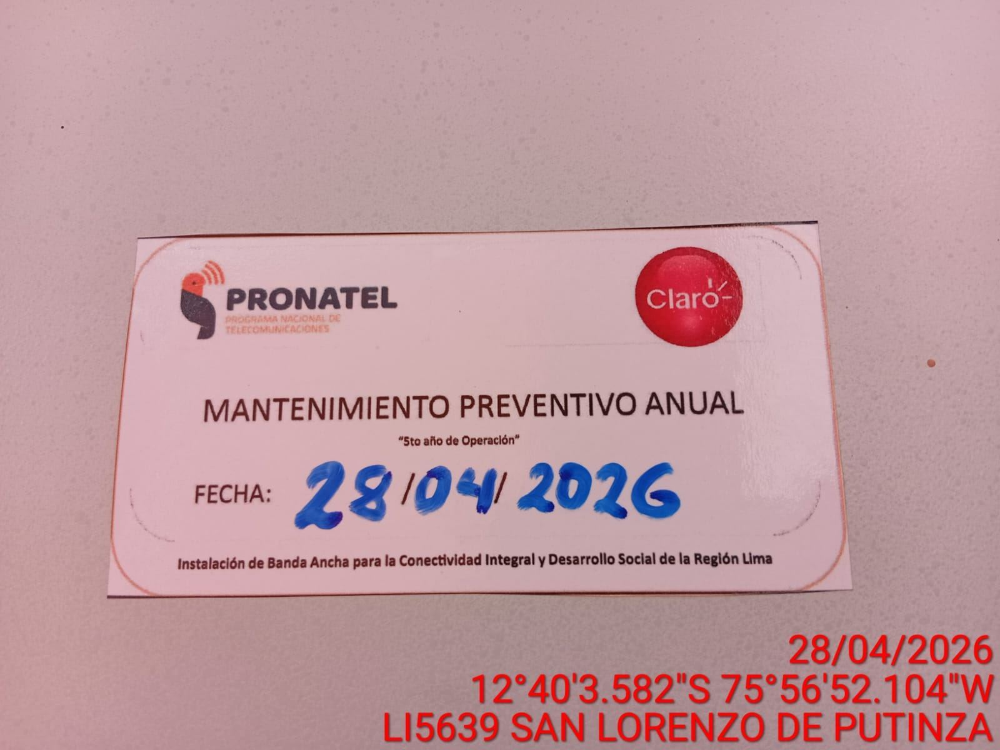 PRONATEL
PROGRAMA NACIONAL DE
TELECOMUNICACIONES
Claro
MANTENIMIENTO PREVENTIVO ANUAL
"5to año de Operación"
FECHA: 28/04/2026
Instalación de Banda Ancha para la Conectividad Integral y Desarrollo Social de la Región Lima
28/04/2026
12°40'3.582"S 75°56'52.104"W
LI5639 SAN LORENZO DE PUTINZA